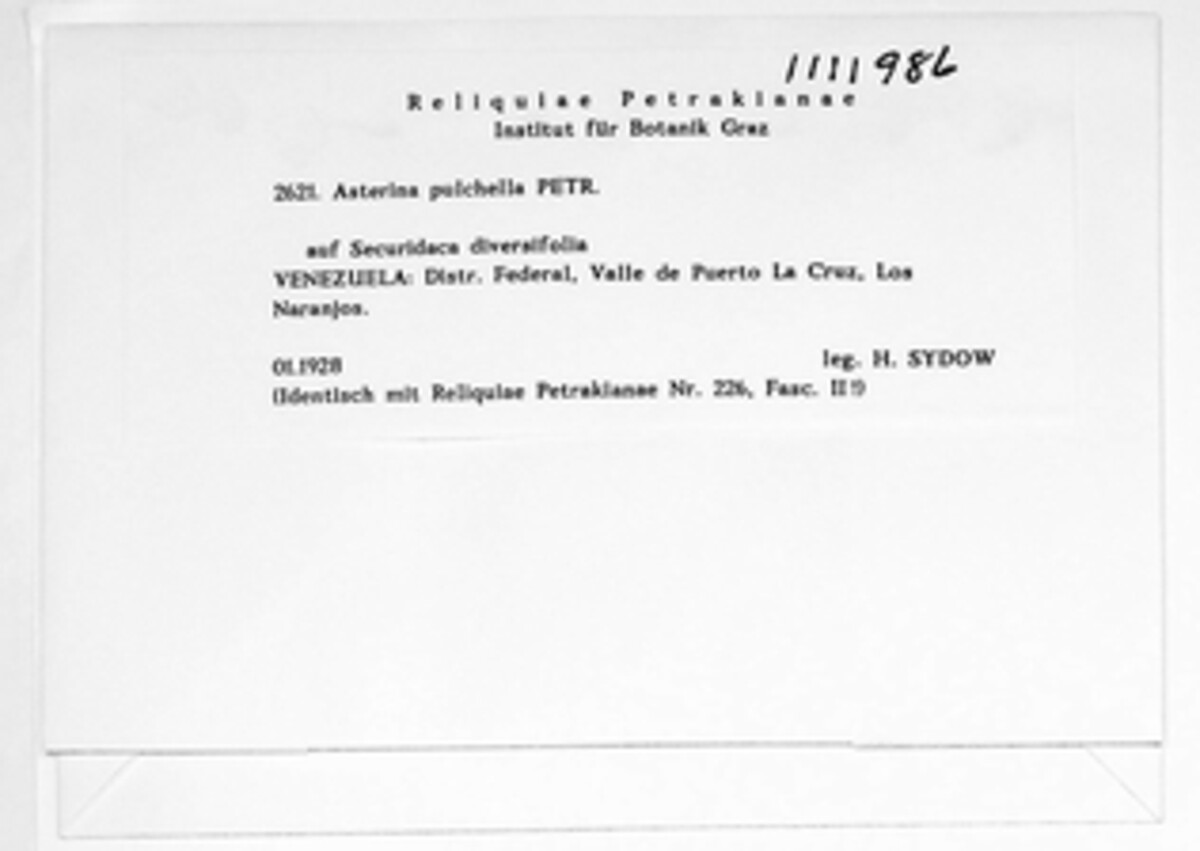 1111986
Reliquiae Petrakianae
Institut für Botanik Graz
2621. Asterina pulchella PETR.
auf Securidaca diversifolia
VENEZUELA: Distr. Federal, Valle de Puerto La Cruz, Los
Naranjos.
01.1928 leg. H. SYDOW
(Identisch mit Reliquiae Petrakianae Nr. 226, Fasc. II!)